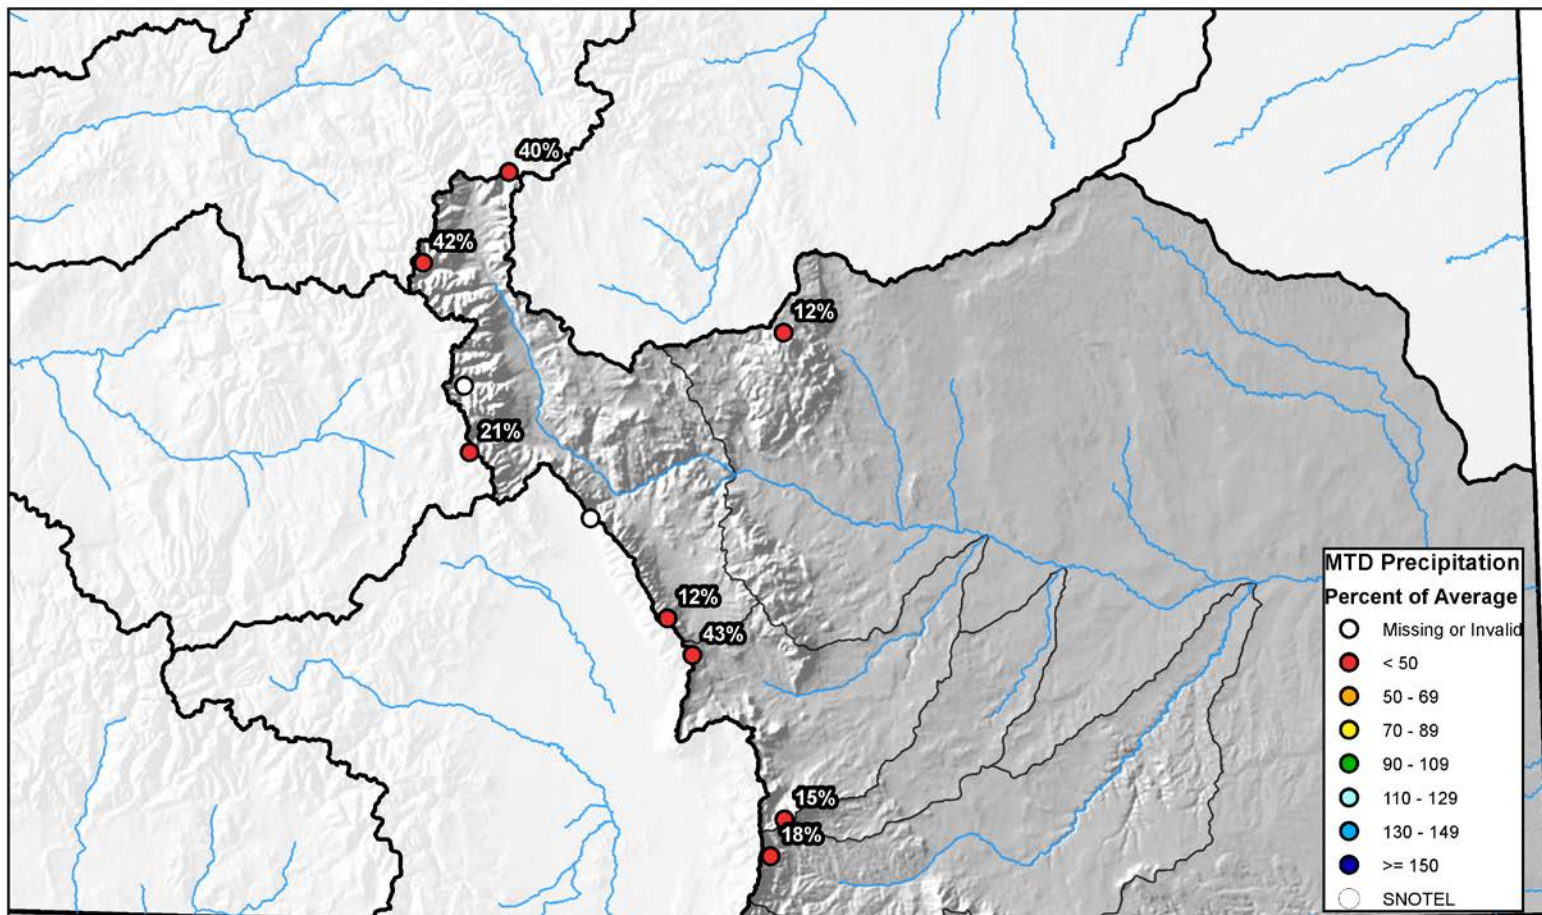 40%
42%
12%
21%
12%
43%
15%
18%
MTD Precipitation
Percent of Average
Missing or Invalid
< 50
50 - 69
70 - 89
90 - 109
110 - 129
130 - 149
>= 150
SNOTEL